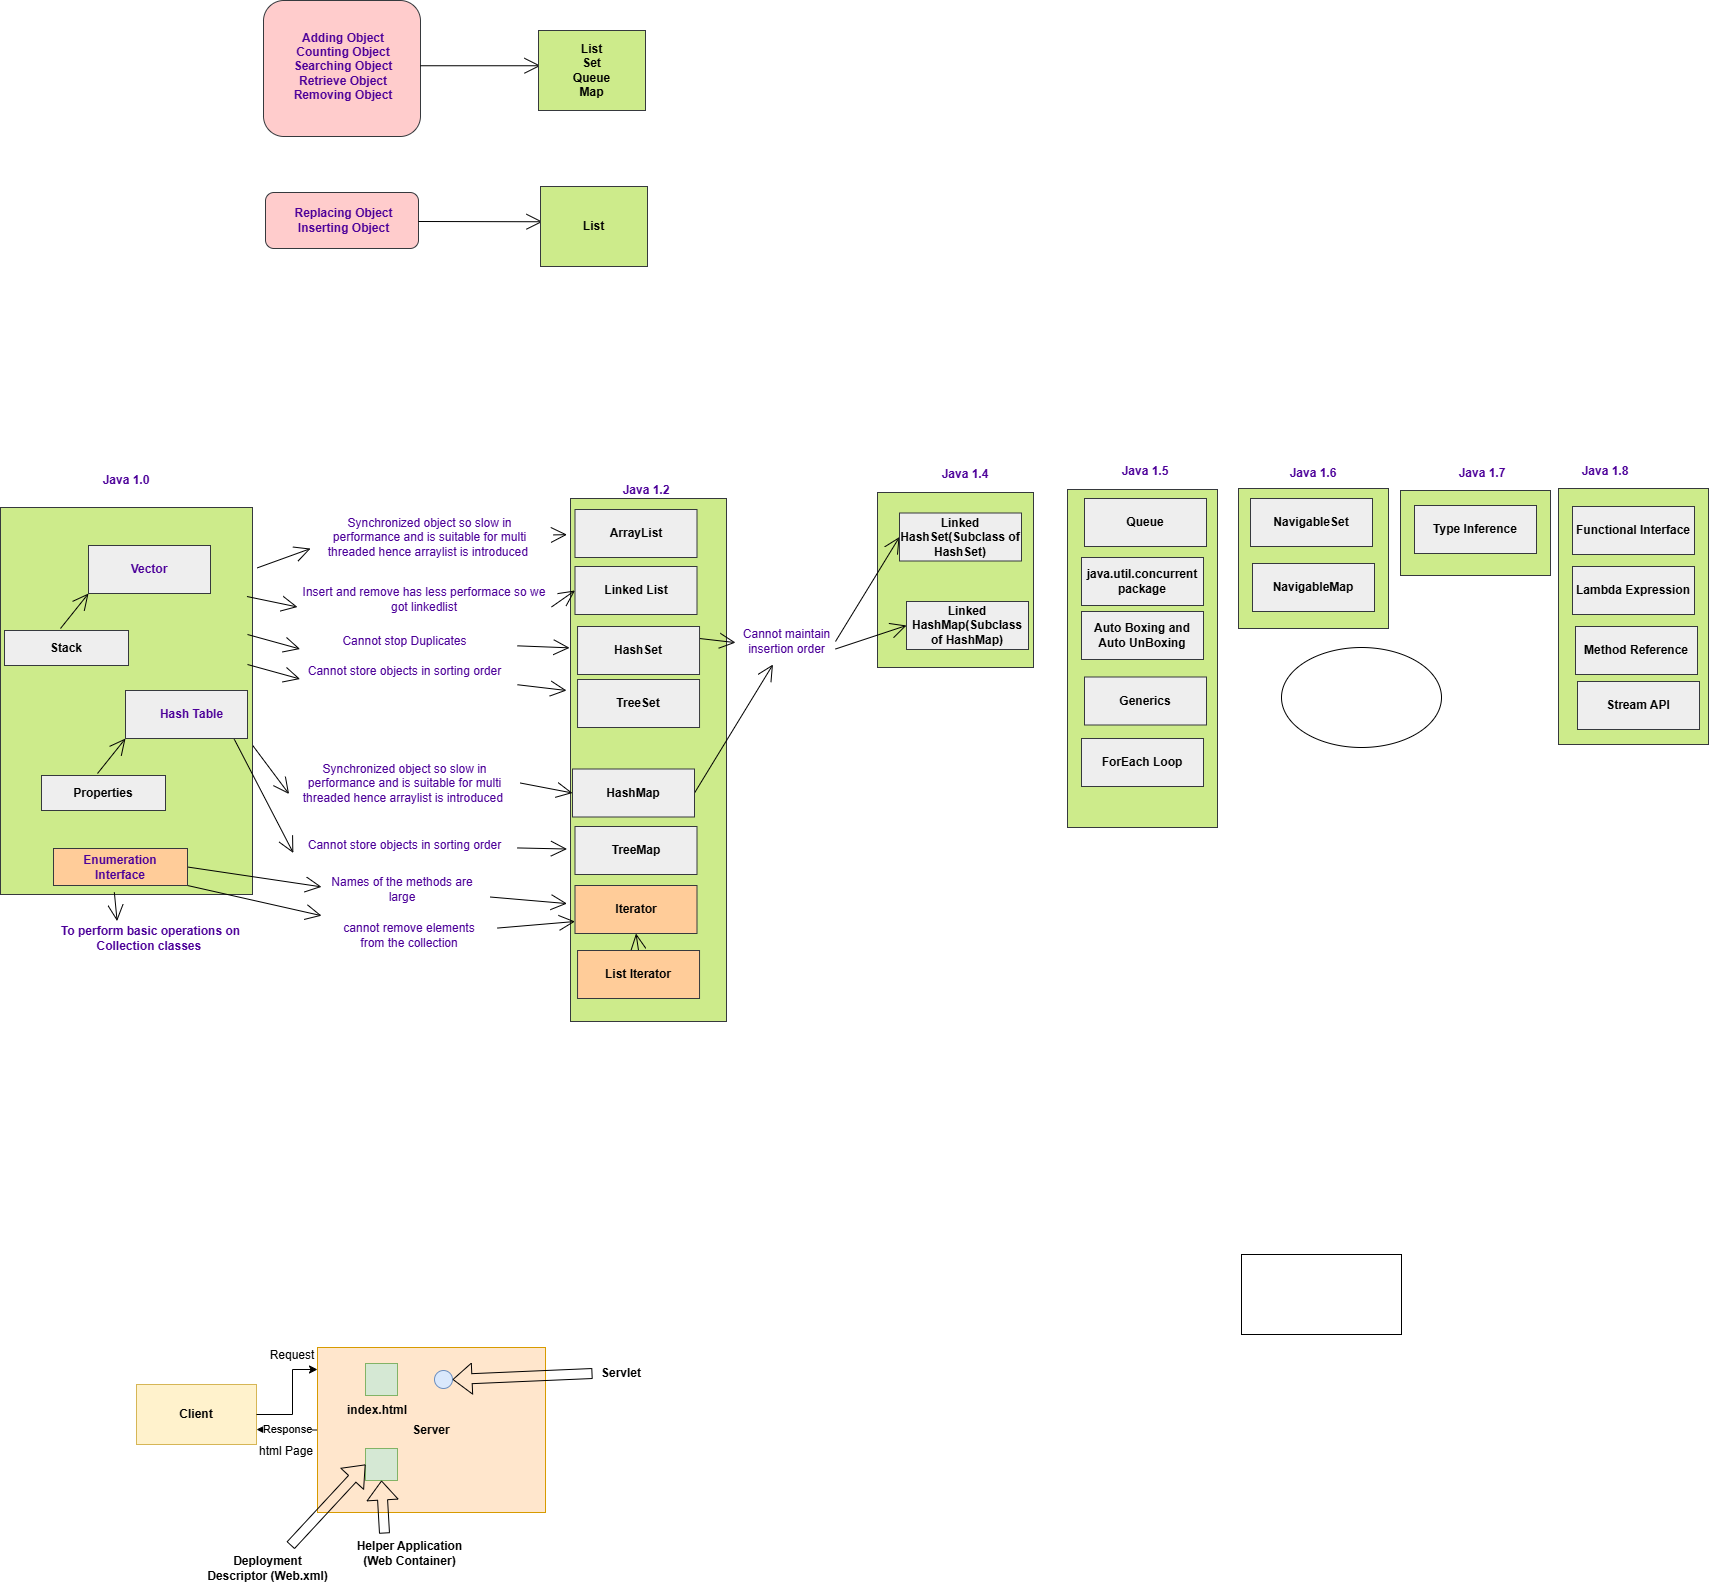 Adding Object
Counting Object
Searching Object
Retrieve Object
Removing Object
List
Set
Queue
Map
Replacing Object
Inserting Object
List
Java 1.0
Vector
Stack
Hash Table
Properties
Enumeration
Interface
To perform basic operations on
Collection classes
Synchronized object so slow in
performance and is suitable for multi
threaded hence arraylist is introduced
Insert and remove has less performace so we
got linkedlist
Cannot stop Duplicates
Cannot store objects in sorting order
Synchronized object so slow in
performance and is suitable for multi
threaded hence arraylist is introduced
Cannot store objects in sorting order
Names of the methods are
large
cannot remove elements
from the collection
Java 1.2
ArrayList
Linked List
HashSet
TreeSet
HashMap
TreeMap
Iterator
List Iterator
Cannot maintain
insertion order
Java 1.4
Linked
HashSet(Subclass of
HashSet)
Linked
HashMap(Subclass
of HashMap)
Java 1.5
Queue
java.util.concurrent
package
Auto Boxing and
Auto UnBoxing
Generics
ForEach Loop
Java 1.6
NavigableSet
NavigableMap
Java 1.7
Type Inference
Java 1.8
Functional Interface
Lambda Expression
Method Reference
Stream API
Request
Client
Response
html Page
index.html
Server
Servlet
Helper Application
(Web Container)
Deployment
Descriptor (Web.xml)